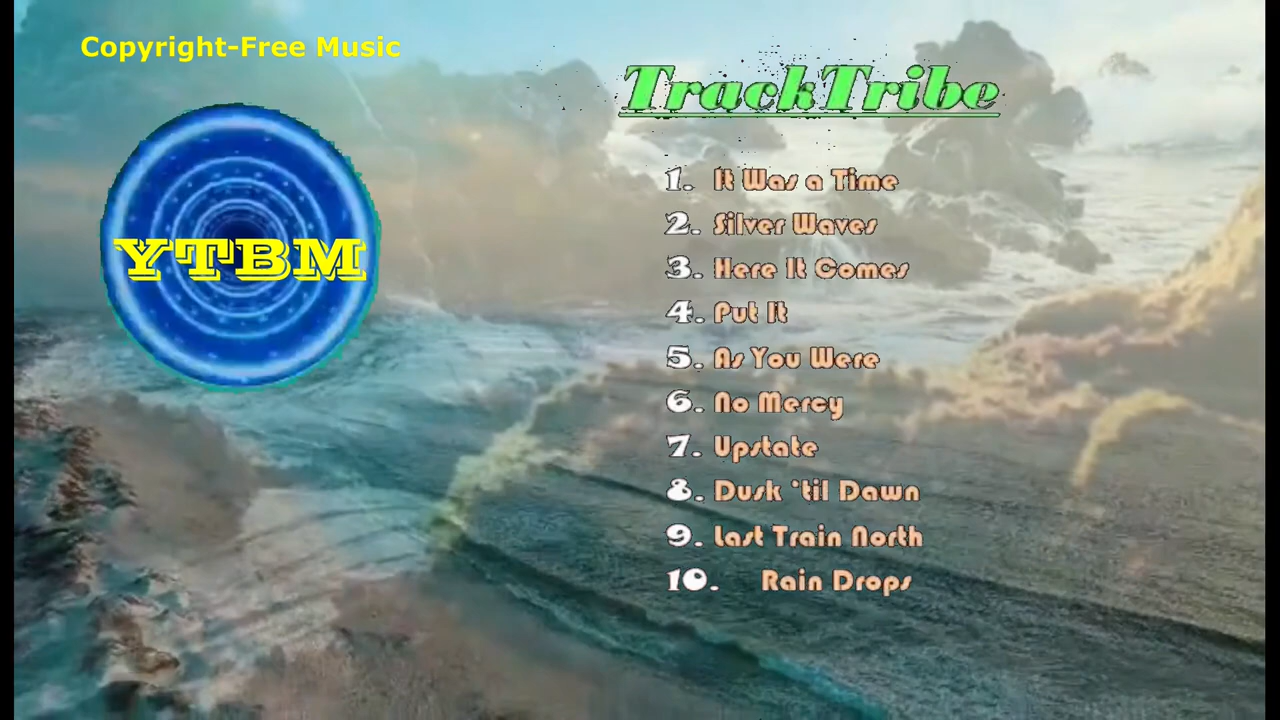 Copyright-Free Music
TrackTribe
YTBM
1. It Was a Time
2. Silver Waves
3. Here It Comes
4. Put It
5. As You Were
6. No Mercy
7. Upstate
8. Dusk 'til Dawn
9. Last Train North
10. Rain Drops